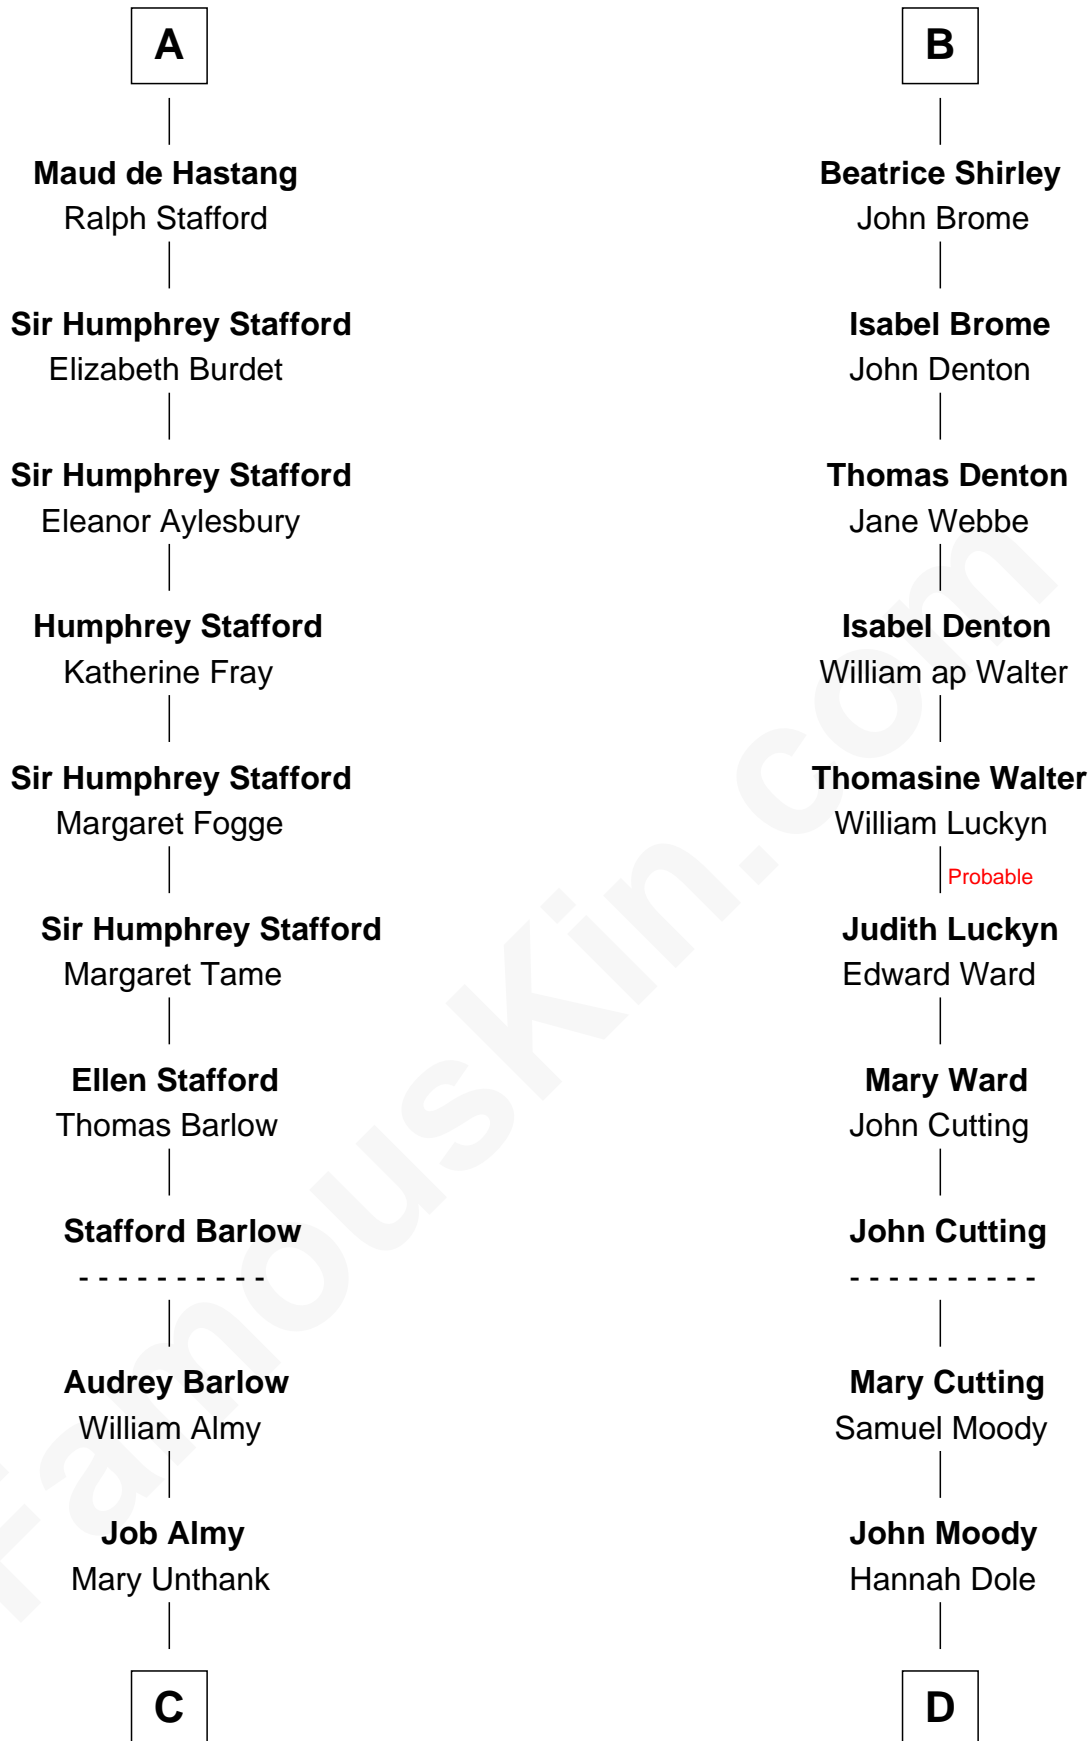 A
Maud de Hastang
Ralph Stafford
Sir Humphrey Stafford
Elizabeth Burdet
Sir Humphrey Stafford
Eleanor Aylesbury
Humphrey Stafford
Katherine Fray
Sir Humphrey Stafford
Margaret Fogge
Sir Humphrey Stafford
Margaret Tame
Ellen Stafford
Thomas Barlow
Stafford Barlow
- - - - - - - - - -
Audrey Barlow
William Almy
Job Almy
Mary Unthank
C
B
Beatrice Shirley
John Brome
Isabel Brome
John Denton
Thomas Denton
Jane Webbe
Isabel Denton
William ap Walter
Thomasine Walter
William Luckyn
Probable
Judith Luckyn
Edward Ward
Mary Ward
John Cutting
John Cutting
- - - - - - - - - -
Mary Cutting
Samuel Moody
John Moody
Hannah Dole
D
FamousKin.com